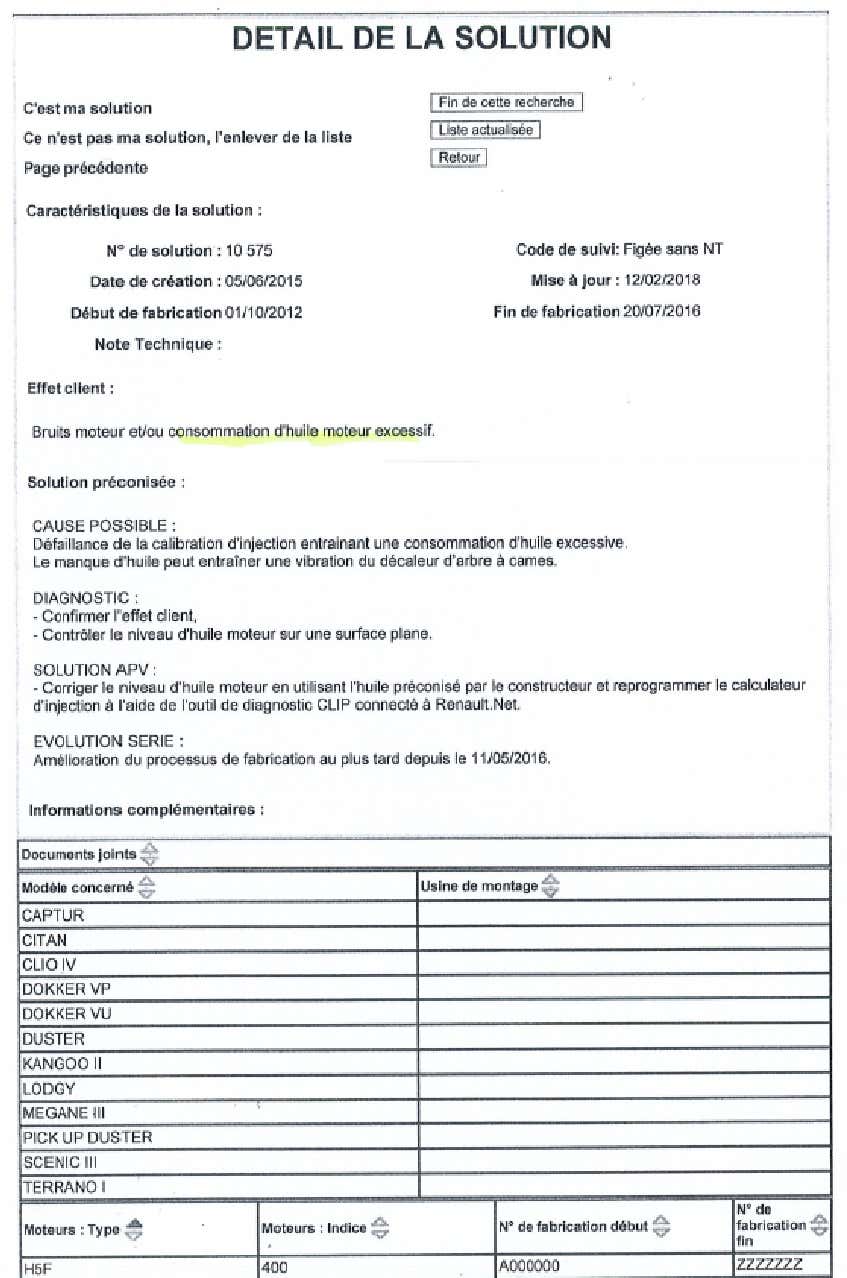 DETAIL DE LA SOLUTION
C'est ma solution
Fin de cette recherche
Ce n'est pas ma solution, l'enlever de la liste
Liste actualisée
Page précédente
Retour
Caractéristiques de la solution :
N° de solution : 10 575
Code de suivi: Figée sans NT
Date de création : 05/06/2015
Mise à jour : 12/02/2018
Début de fabrication 01/10/2012
Fin de fabrication 20/07/2016
Note Technique :
Effet client :
Bruits moteur et/ou consommation d'huile moteur excessif.
Solution préconisée :
CAUSE POSSIBLE :
Défaillance de la calibration d'injection entrainant une consommation d'huile excessive.
Le manque d'huile peut entraîner une vibration du décaleur d'arbre à cames.
DIAGNOSTIC :
- Confirmer l"effet client,
- Contrôler le niveau d'huile moteur sur une surface plane.
SOLUTION APV :
- Corriger le niveau d'huile moteur en utilisant l'huile préconisé par le constructeur et reprogrammer le calculateur
d'injection à l'aide de l'outil de diagnostic CLIP connecté à Renault.Net.
EVOLUTION SERIE :
Amélioration du processus de fabrication au plus tard depuis le 11/05/2016.
Informations complémentaires :
Documents joints
Modèle concerné
Usine de montage
CAPTUR
CITAN
CLIO IV
DOKKER VP
DOKKER VU
DUSTER
KANGOO II
LODGY
MEGANE III
PICK UP DUSTER
SCENIC III
TERRANO I
Moteurs : Type
Moteurs : Indice
N° de fabrication début
N° de
fabrication
fin
H5F
400
A000000
ZZZZZZZ